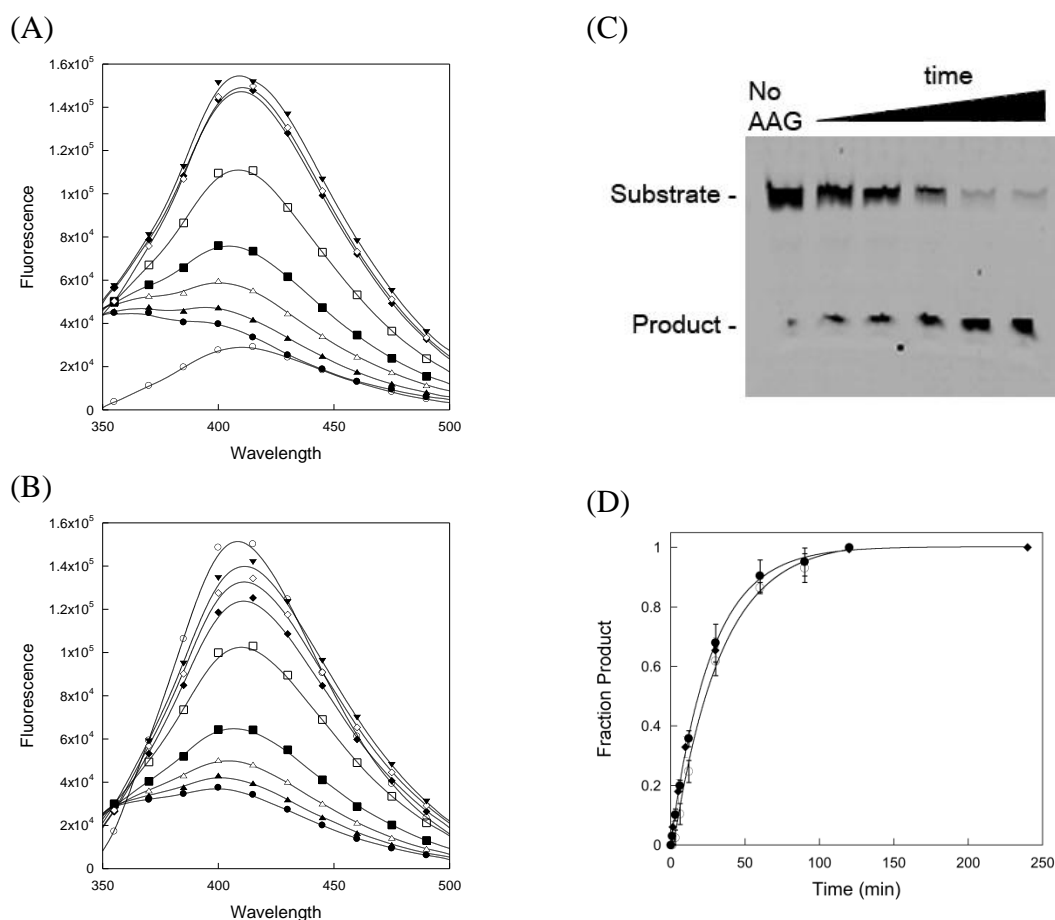 (A)
1.6x10⁵
1.4x10⁵
1.2x10⁵
1x10⁵
8x10⁴
6x10⁴
4x10⁴
2x10⁴
0
Fluorescence
350 400 450 500
Wavelength
(B)
1.6x10⁵
1.4x10⁵
1.2x10⁵
1x10⁵
8x10⁴
6x10⁴
4x10⁴
2x10⁴
0
Fluorescence
350 400 450 500
Wavelength
(C)
time
No
AAG
Substrate -
Product -
(D)
1
0.8
0.6
0.4
0.2
0
Fraction Product
0 50 100 150 200 250
Time (min)